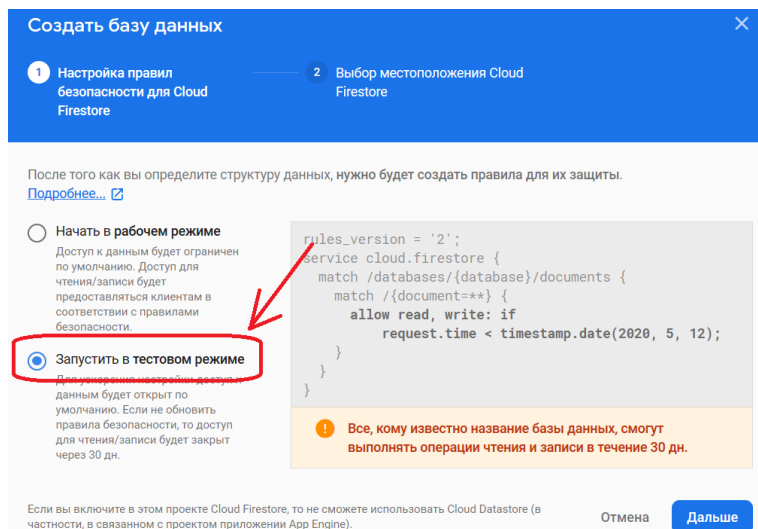 Создать базу данных
1 Настройка правил
безопасности для Cloud
Firestore
2 Выбор местоположения Cloud
Firestore
После того как вы определите структуру данных, нужно будет создать правила для их защиты.
Подробнее...
Начать в рабочем режиме
Доступ к данным будет ограничен
по умолчанию. Доступ для
чтения/записи будет
предоставляться клиентам в
соответствии с правилами
безопасности.
Запустить в тестовом режиме
Для ускорения настройки доступ к
данным будет открыт по
умолчанию. Если не обновить
правила безопасности, то доступ
для чтения/записи будет закрыт
через 30 дн.
rules_version = '2';
service cloud.firestore {
match /databases/{database}/documents {
match /{document=**} {
allow read, write: if
request.time < timestamp.date(2020, 5, 12);
}
}
}
Все, кому известно название базы данных, смогут
выполнять операции чтения и записи в течение 30 дн.
Если вы включите в этом проекте Cloud Firestore, то не сможете использовать Cloud Datastore (в
частности, в связанном с проектом приложении App Engine).
Отмена
Дальше